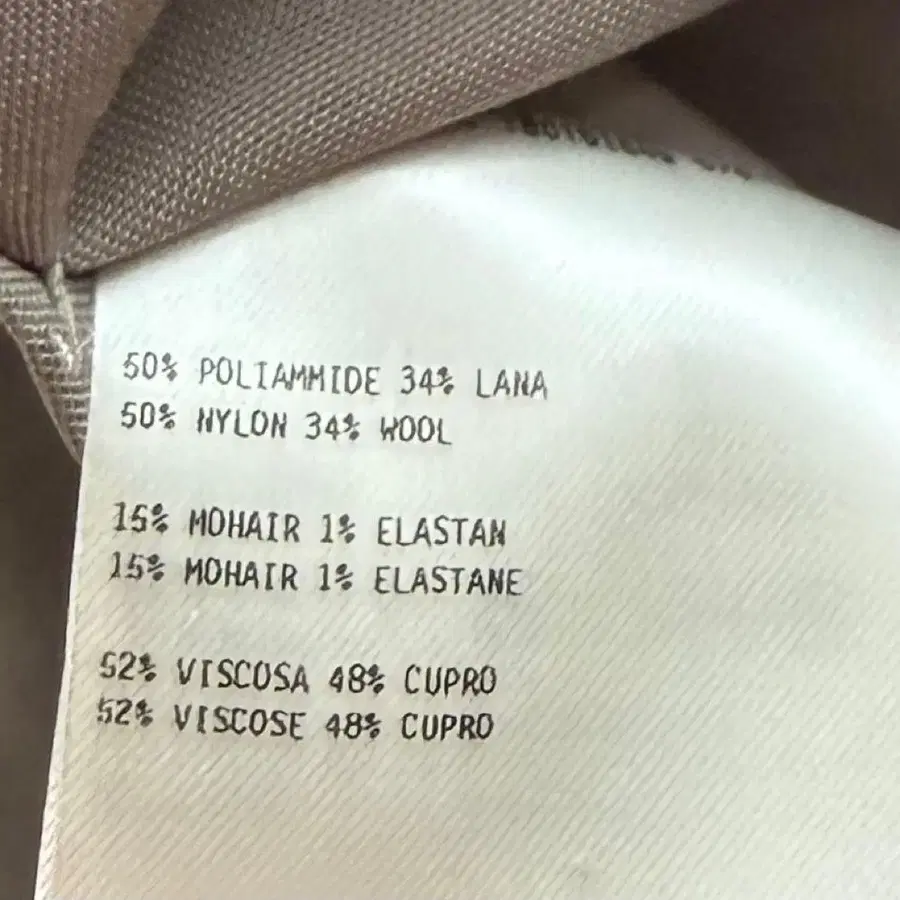 50% POLIAMMIDE 34% LANA
50% NYLON 34% WOOL
15% MOHAIR 1% ELASTAN
15% MOHAIR 1% ELASTANE
52% VISCOSA 48% CUPRO
52% VISCOSE 48% CUPRO